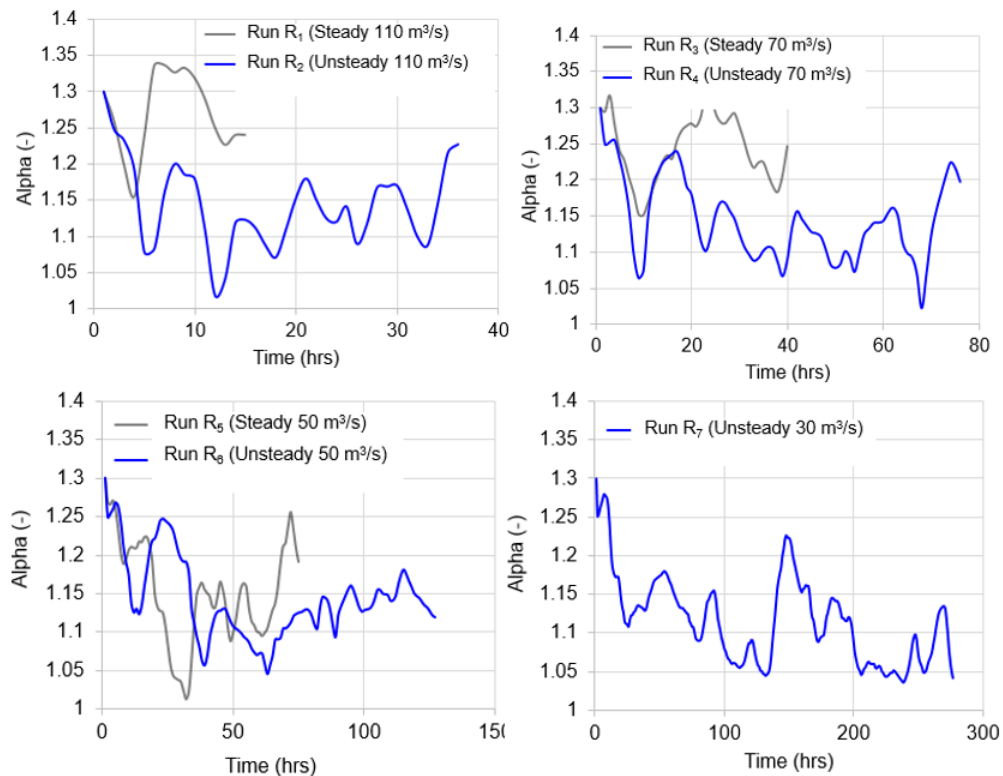 1.4
1.35
1.3
1.25
1.2
1.15
1.1
1.05
1
Alpha (-)
Run R₁ (Steady 110 m³/s)
Run R₂ (Unsteady 110 m³/s)
0 10 20 30 40
Time (hrs)
1.4
1.35
1.3
1.25
1.2
1.15
1.1
1.05
1
Alpha (-)
Run R₃ (Steady 70 m³/s)
Run R₄ (Unsteady 70 m³/s)
0 20 40 60 80
Time (hrs)
1.4
1.35
1.3
1.25
1.2
1.15
1.1
1.05
1
Alpha (-)
Run R₅ (Steady 50 m³/s)
Run R₆ (Unsteady 50 m³/s)
0 50 100
Time (hrs)
1.4
1.35
1.3
1.25
1.2
1.15
1.1
1.05
1
Alpha (-)
Run R₇ (Unsteady 30 m³/s)
0 100 200 300
Time (hrs)